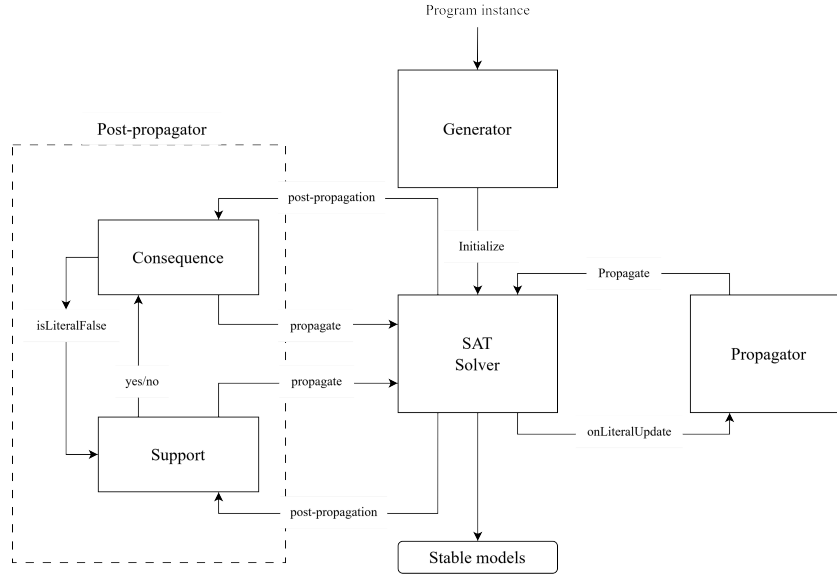 Program instance
Generator
Post-propagator
post-propagation
Initialize
Consequence
Propagate
isLiteralFalse
propagate
SAT
Solver
Propagator
yes/no
propagate
onLiteralUpdate
Support
post-propagation
Stable models